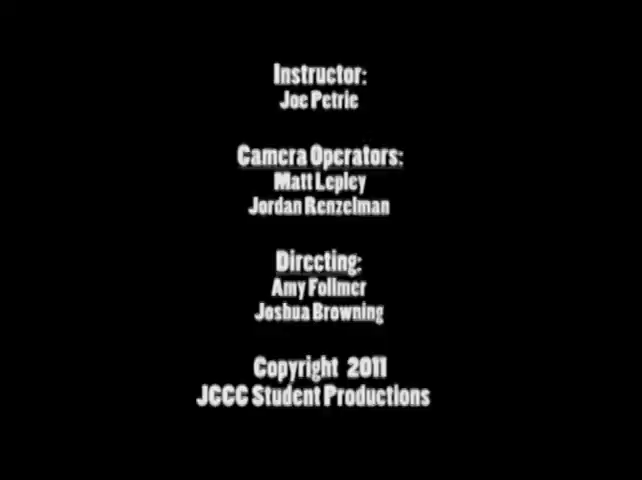 Instructor:
Joe Petrie
Camera Operators:
Matt Lepley
Jordan Renzelman
Directing:
Amy Follmer
Joshua Browning
Copyright 2011
JCCC Student Productions